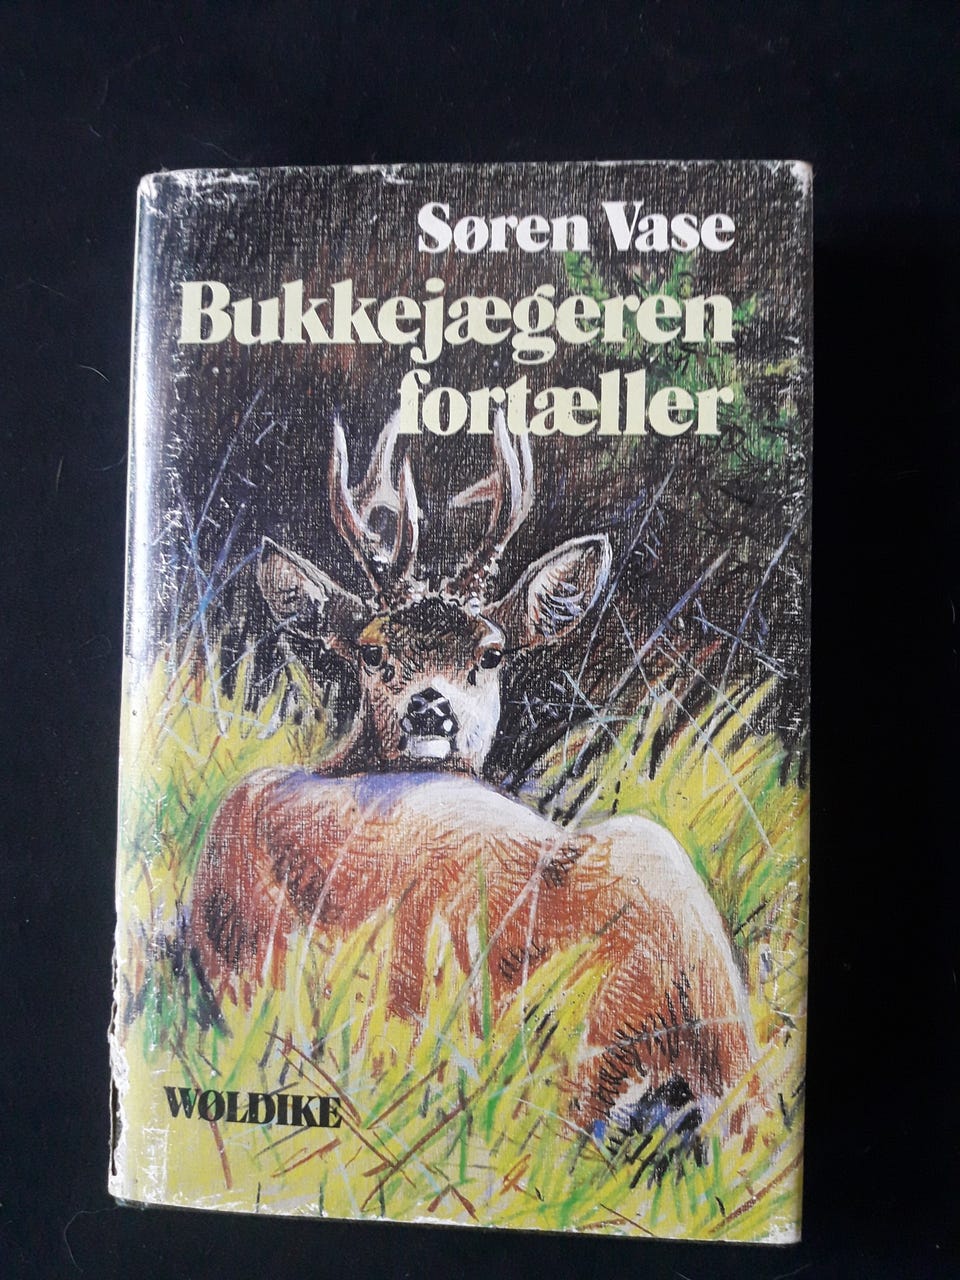 Søren Vase
Bukkejægeren
fortæller
WØLDIKE